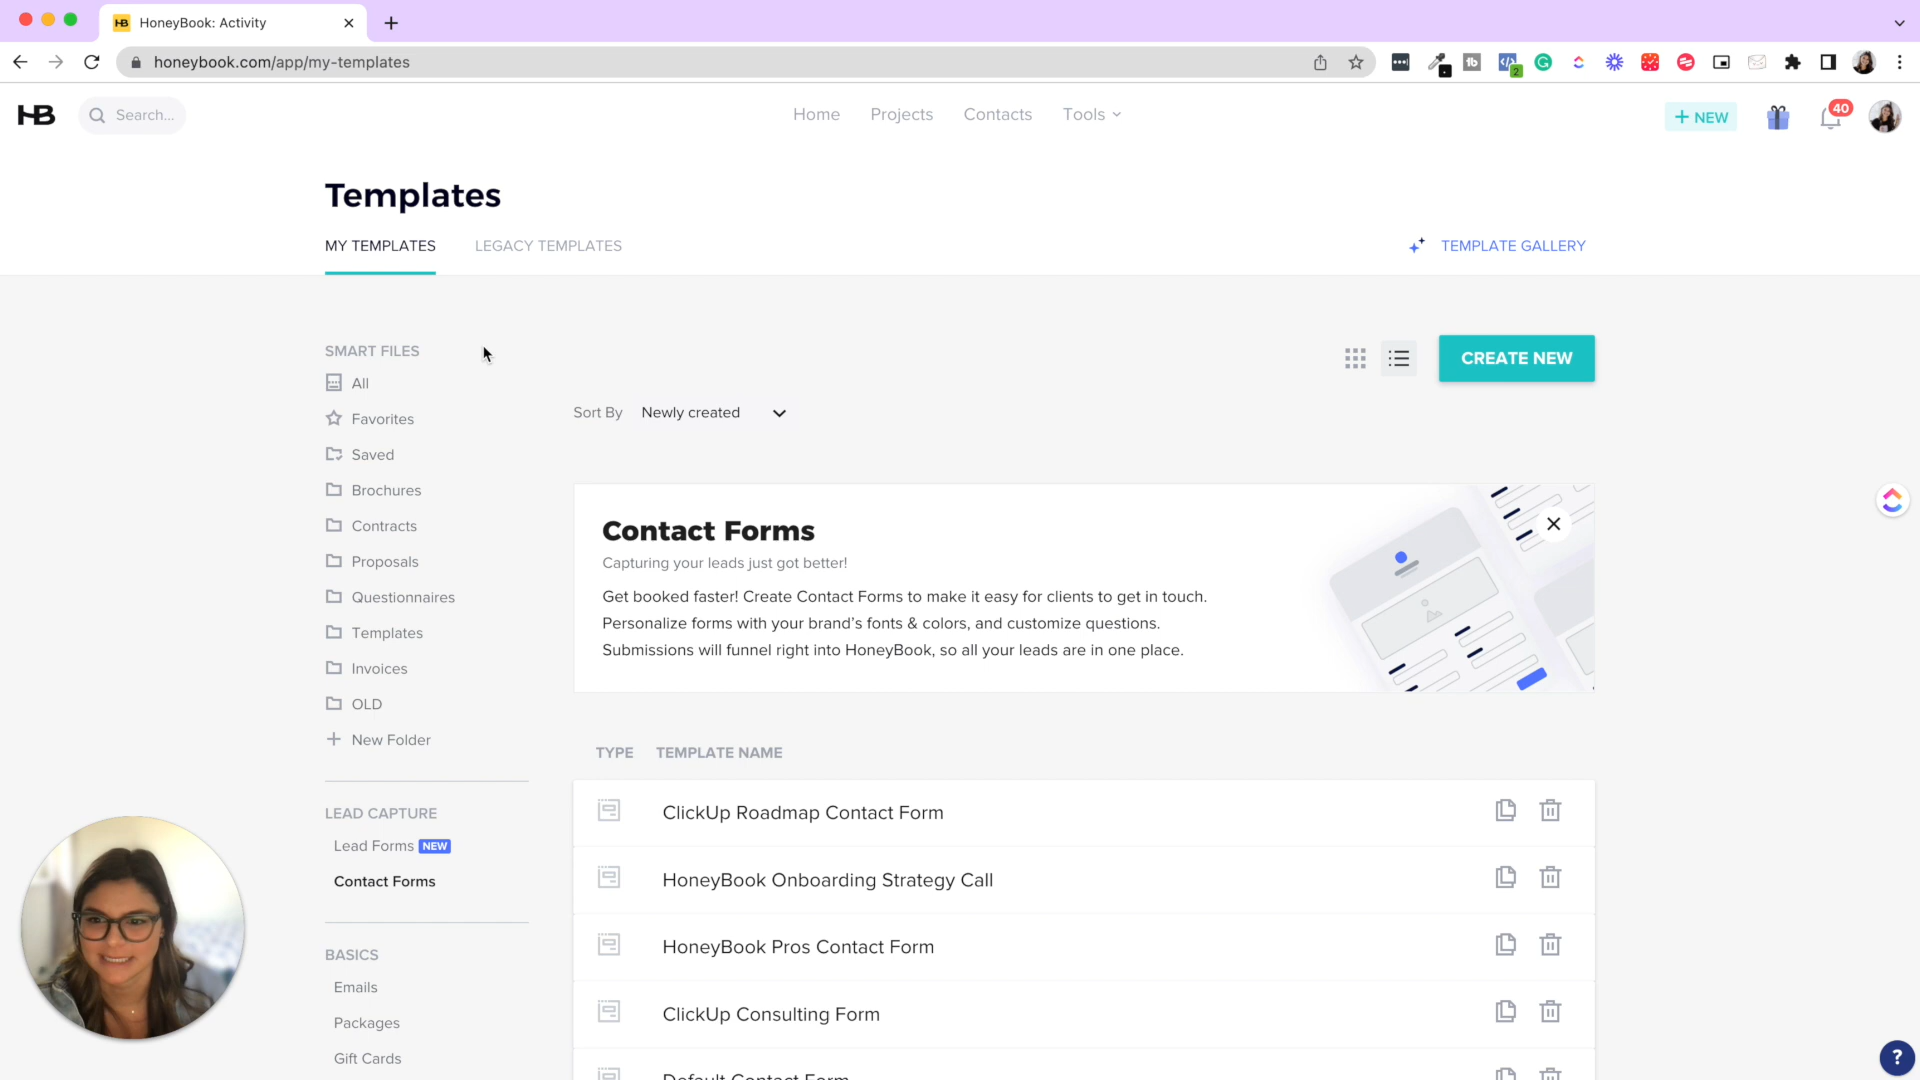 HoneyBook: Activity
honeybook.com/app/my-templates
HB
Search...
Home
Projects
Contacts
Tools
+ NEW
40
Templates
MY TEMPLATES
LEGACY TEMPLATES
TEMPLATE GALLERY
SMART FILES
All
Favorites
Saved
Brochures
Contracts
Proposals
Questionnaires
Templates
Invoices
OLD
New Folder
LEAD CAPTURE
Lead Forms NEW
Contact Forms
BASICS
Emails
Packages
Gift Cards
CREATE NEW
Sort By Newly created
Contact Forms
Capturing your leads just got better!
Get booked faster! Create Contact Forms to make it easy for clients to get in touch.
Personalize forms with your brand’s fonts & colors, and customize questions.
Submissions will funnel right into HoneyBook, so all your leads are in one place.
TYPE TEMPLATE NAME
ClickUp Roadmap Contact Form
HoneyBook Onboarding Strategy Call
HoneyBook Pros Contact Form
ClickUp Consulting Form
Default Contact Form
?